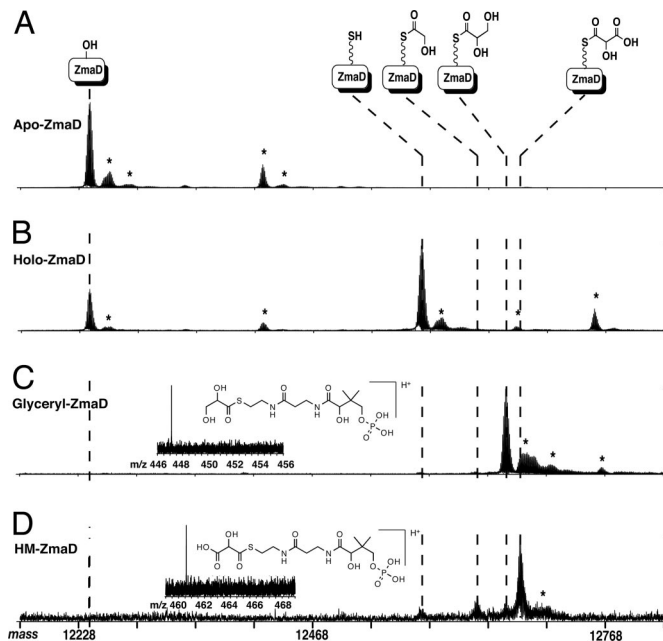 A
OH
ZmaD
Apo-ZmaD
*
*
*
*
SH
ZmaD
O
S
OH
ZmaD
O
OH
S
OH
ZmaD
O
O
S
OH
OH
ZmaD
B
Holo-ZmaD
*
*
*
*
*
C
Glyceryl-ZmaD
OH
O
O
O
H+
S
N
H
N
H
OH
O
OH
P
OH
O
OH
m/z
446 448 450 452 454 456
*
*
*
D
HM-ZmaD
OH
O
O
H+
HO
S
N
H
N
H
O
O
OH
O
OH
P
OH
O
m/z
460 462 464 466 468
*
mass
12228 12468 12768